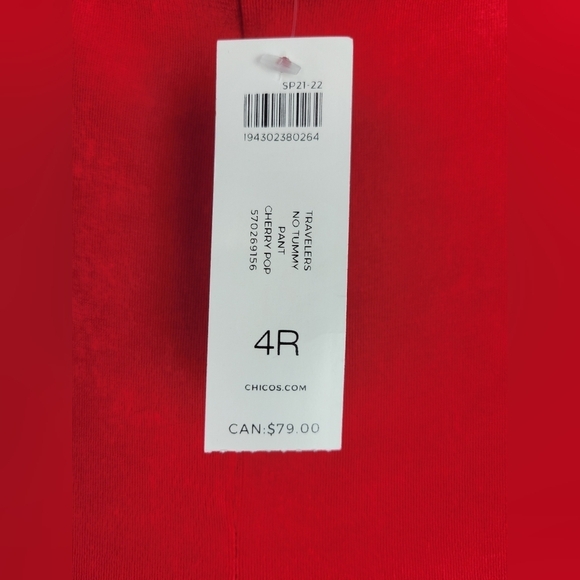 SP21-22
194302380264
TRAVELERS
NO TUMMY
PANT
CHERRY POP
570269156
4R
CHICOS.COM
CAN:$79.00